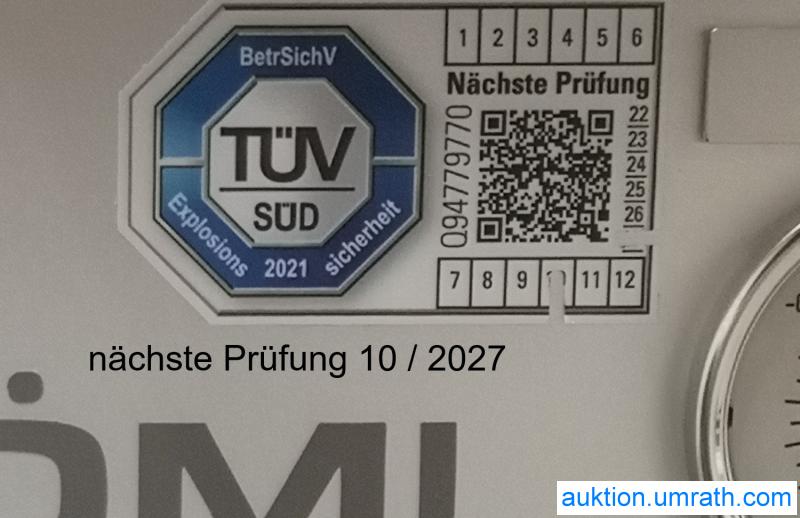 1 2 3 4 5 6
BetrSichV
Nächste Prüfung
TÜV
SÜD
Explosions 2021 sicherheit
094779770
22
23
24
25
26
7 8 9 10 11 12
nächste Prüfung 10 / 2027
ÖMI
auktion.umrath.com